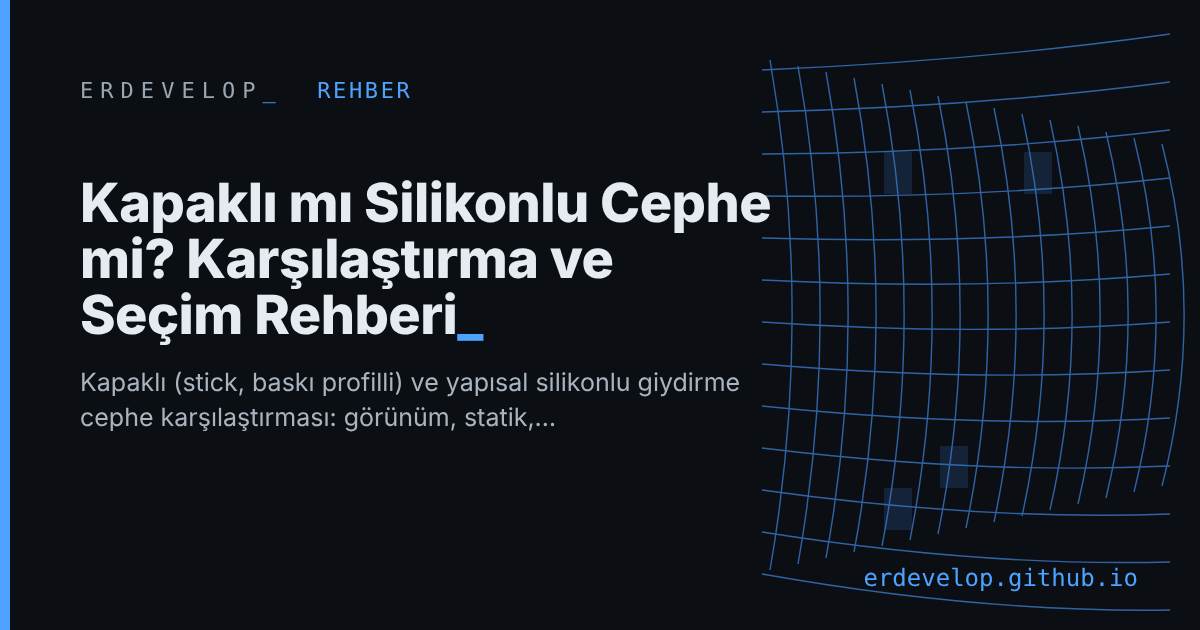 ERDEVELOP_ REHBER
Kapaklı mı Silikonlu Cephe
mi? Karşılaştırma ve
Seçim Rehberi_
Kapaklı (stick, baskı profilli) ve yapısal silikonlu giydirme
cephe karşılaştırması: görünüm, statik,...
erdevelop.github.io